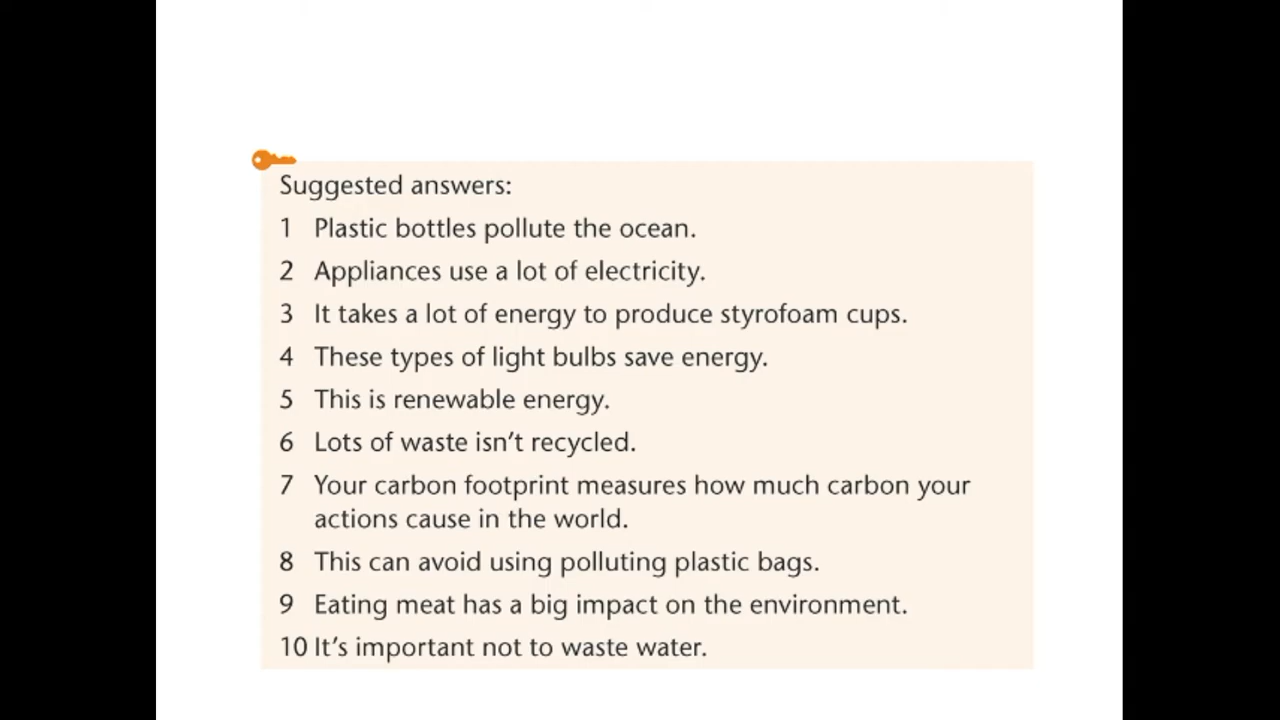 Suggested answers:
1 Plastic bottles pollute the ocean.
2 Appliances use a lot of electricity.
3 It takes a lot of energy to produce styrofoam cups.
4 These types of light bulbs save energy.
5 This is renewable energy.
6 Lots of waste isn't recycled.
7 Your carbon footprint measures how much carbon your
actions cause in the world.
8 This can avoid using polluting plastic bags.
9 Eating meat has a big impact on the environment.
10 It's important not to waste water.